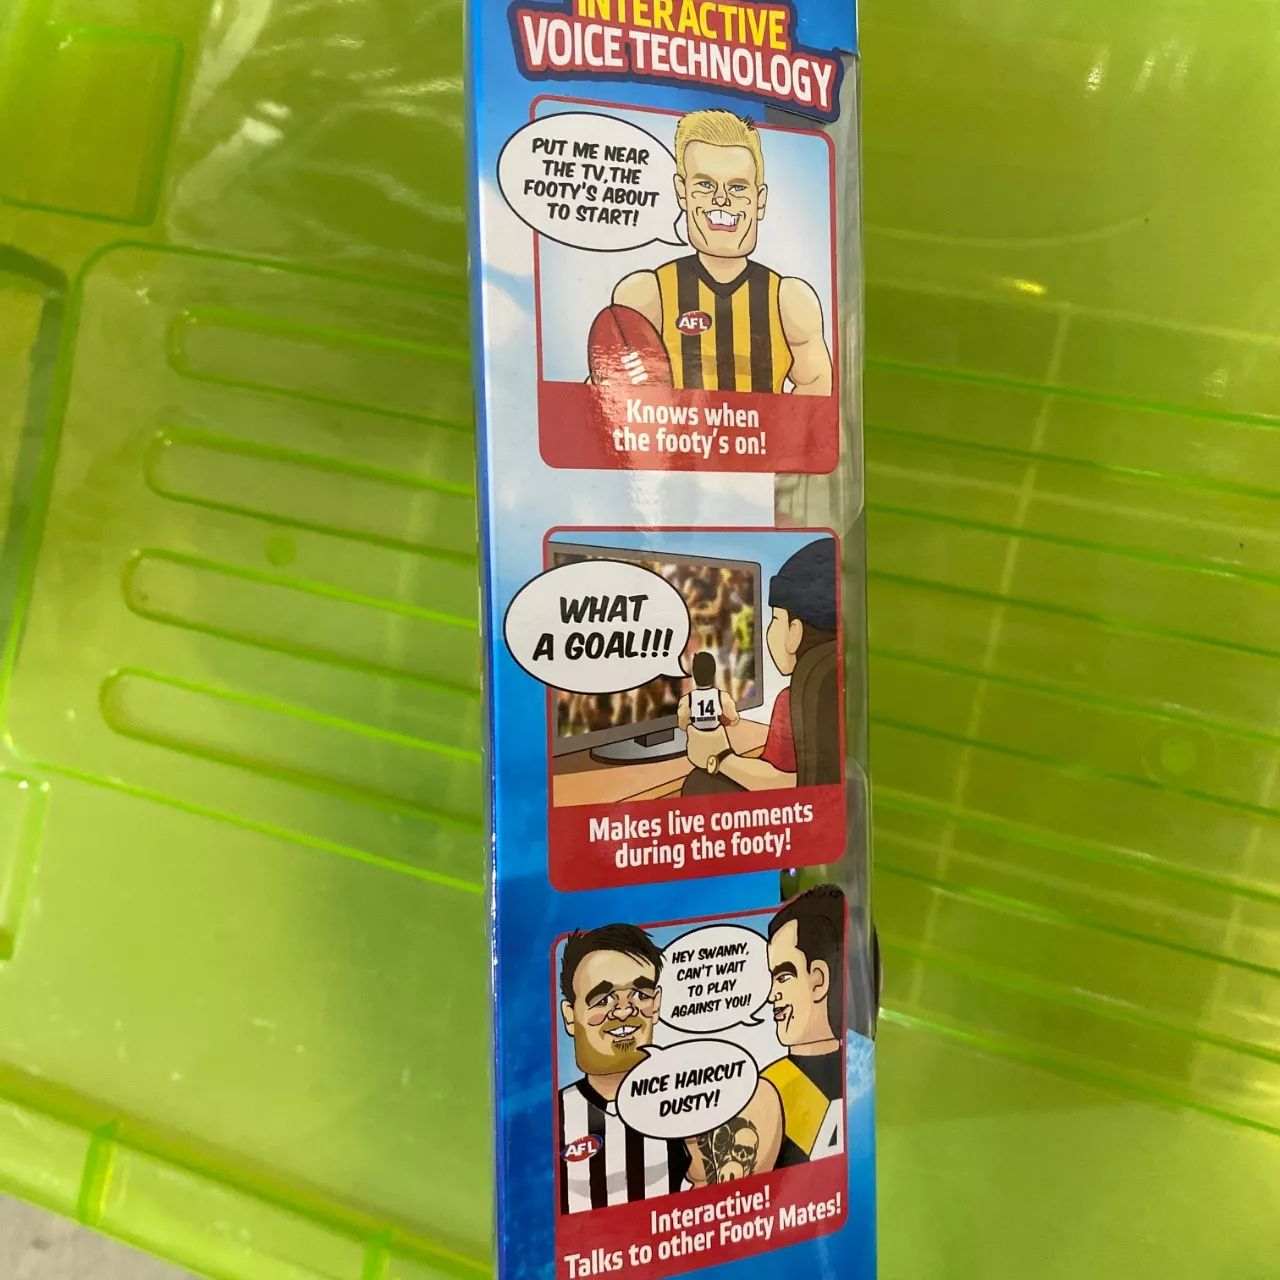 INTERACTIVE
VOICE TECHNOLOGY
PUT ME NEAR
THE TV, THE
FOOTY'S ABOUT
TO START!
AFL
Knows when
the footy's on!
WHAT
A GOAL!!!
14
Makes live comments
during the footy!
HEY SWANNY,
CAN'T WAIT
TO PLAY
AGAINST YOU!
NICE HAIRCUT
DUSTY!
AFL
4
Interactive!
Talks to other Footy Mates!